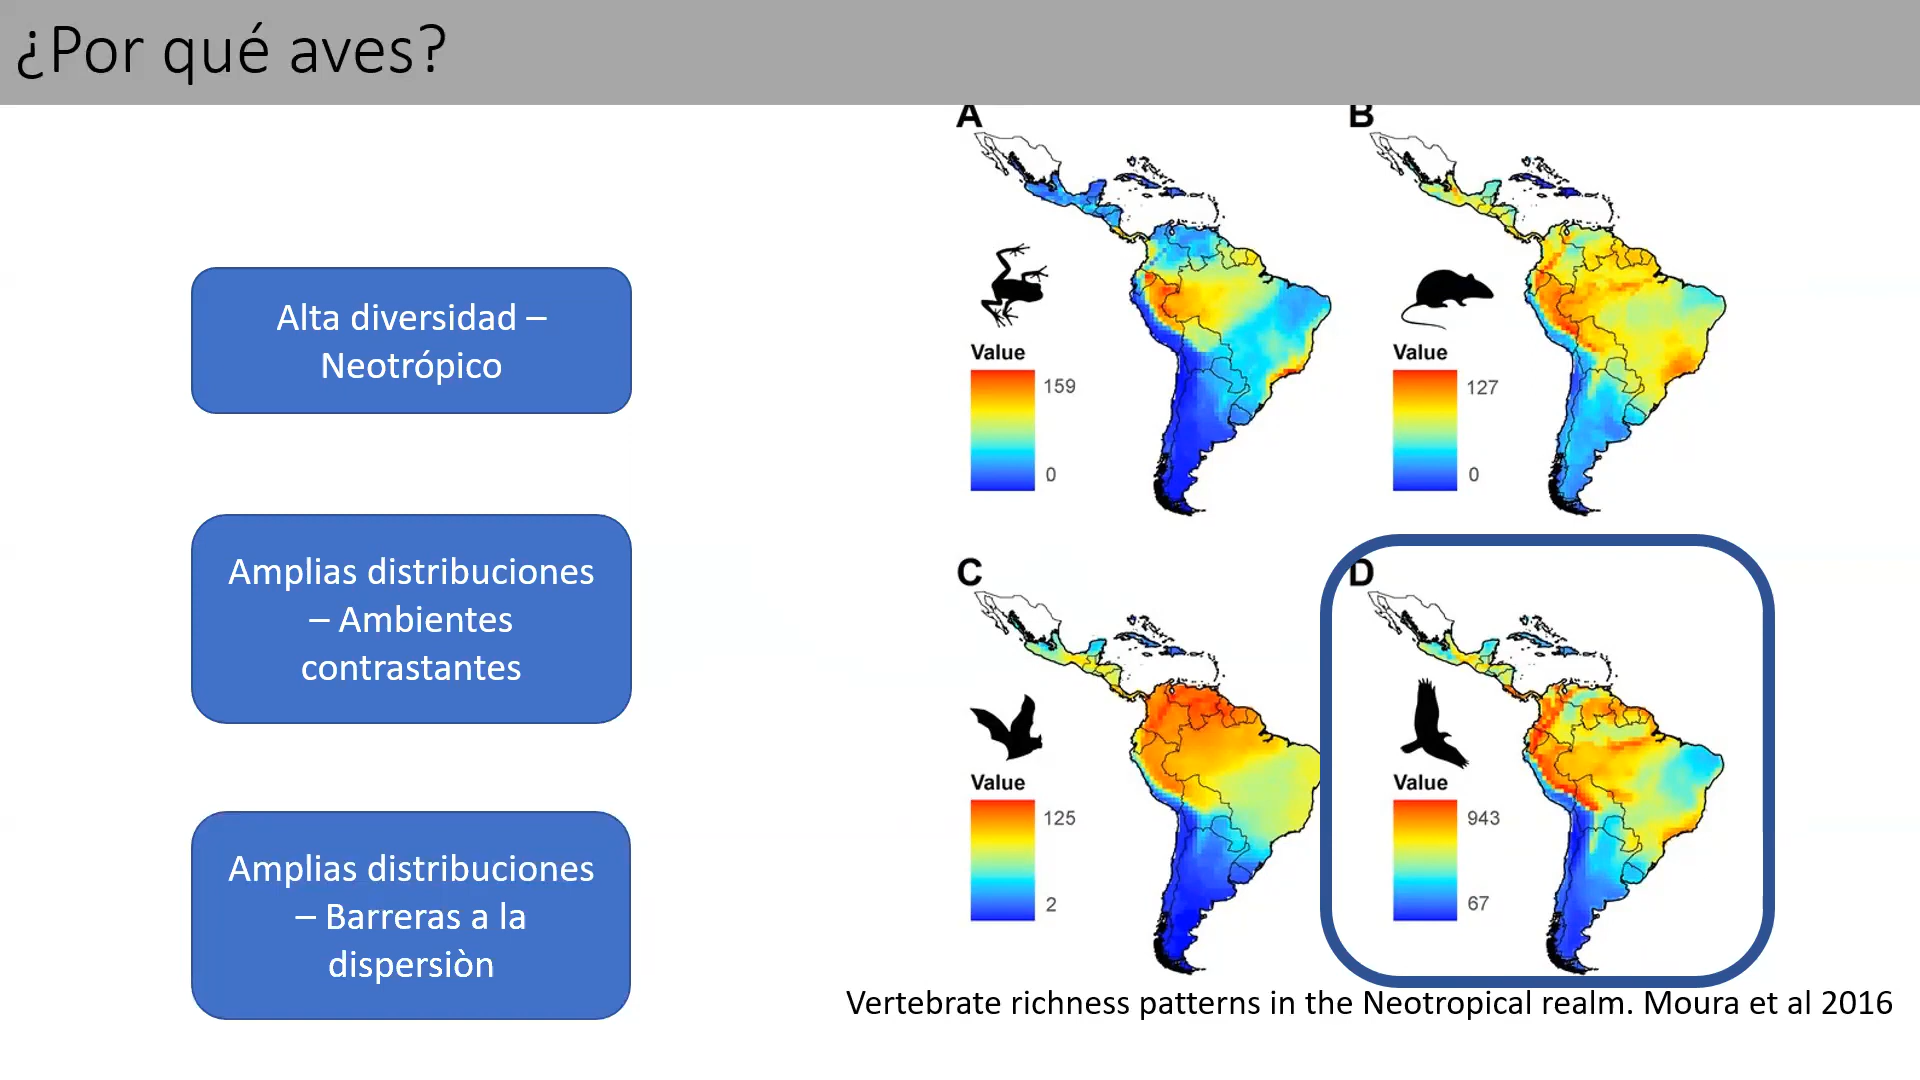 ¿Por qué aves?
Alta diversidad –
Neotrópico
Amplias distribuciones
– Ambientes
contrastantes
Amplias distribuciones
– Barreras a la
dispersiòn
A
Value
159
0
B
Value
127
0
C
Value
125
2
D
Value
943
67
Vertebrate richness patterns in the Neotropical realm. Moura et al 2016